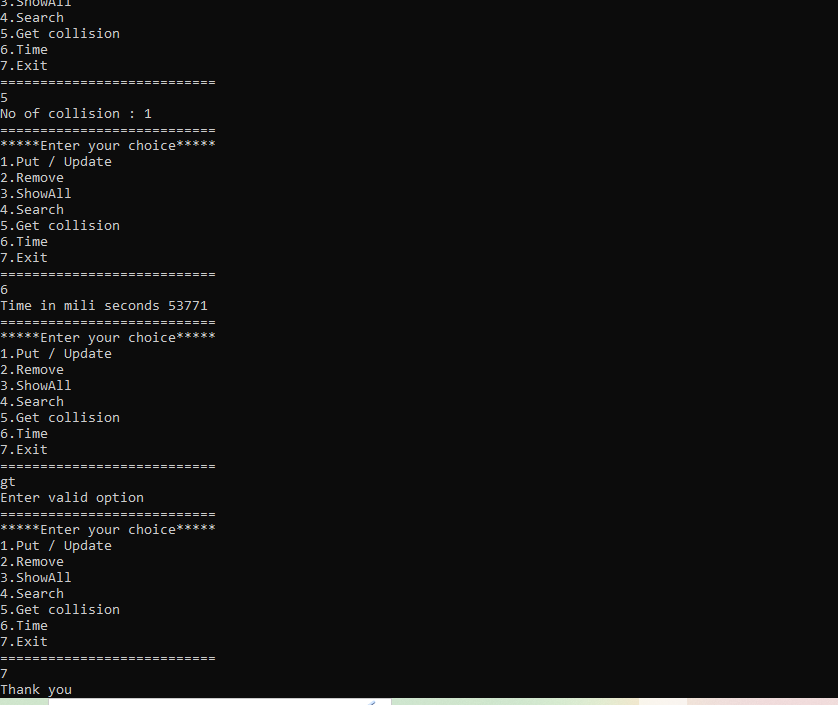 3.ShowAll
4.Search
5.Get collision
6.Time
7.Exit
===========================
5
No of collision : 1
===========================
*****Enter your choice*****
1.Put / Update
2.Remove
3.ShowAll
4.Search
5.Get collision
6.Time
7.Exit
===========================
6
Time in mili seconds 53771
===========================
*****Enter your choice*****
1.Put / Update
2.Remove
3.ShowAll
4.Search
5.Get collision
6.Time
7.Exit
===========================
gt
Enter valid option
===========================
*****Enter your choice*****
1.Put / Update
2.Remove
3.ShowAll
4.Search
5.Get collision
6.Time
7.Exit
===========================
7
Thank you